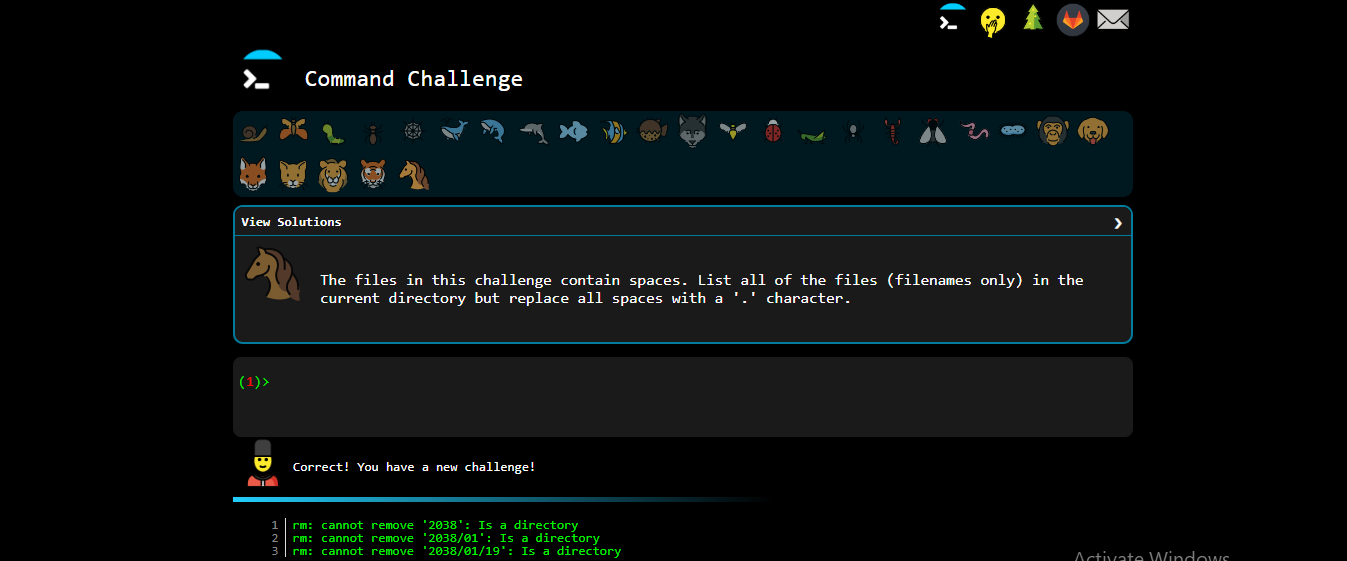 Command Challenge
View Solutions
The files in this challenge contain spaces. List all of the files (filenames only) in the
current directory but replace all spaces with a '.' character.
(1)>
Correct! You have a new challenge!
1 rm: cannot remove '2038': Is a directory
2 rm: cannot remove '2038/01': Is a directory
3 rm: cannot remove '2038/01/19': Is a directory
Activate Windows